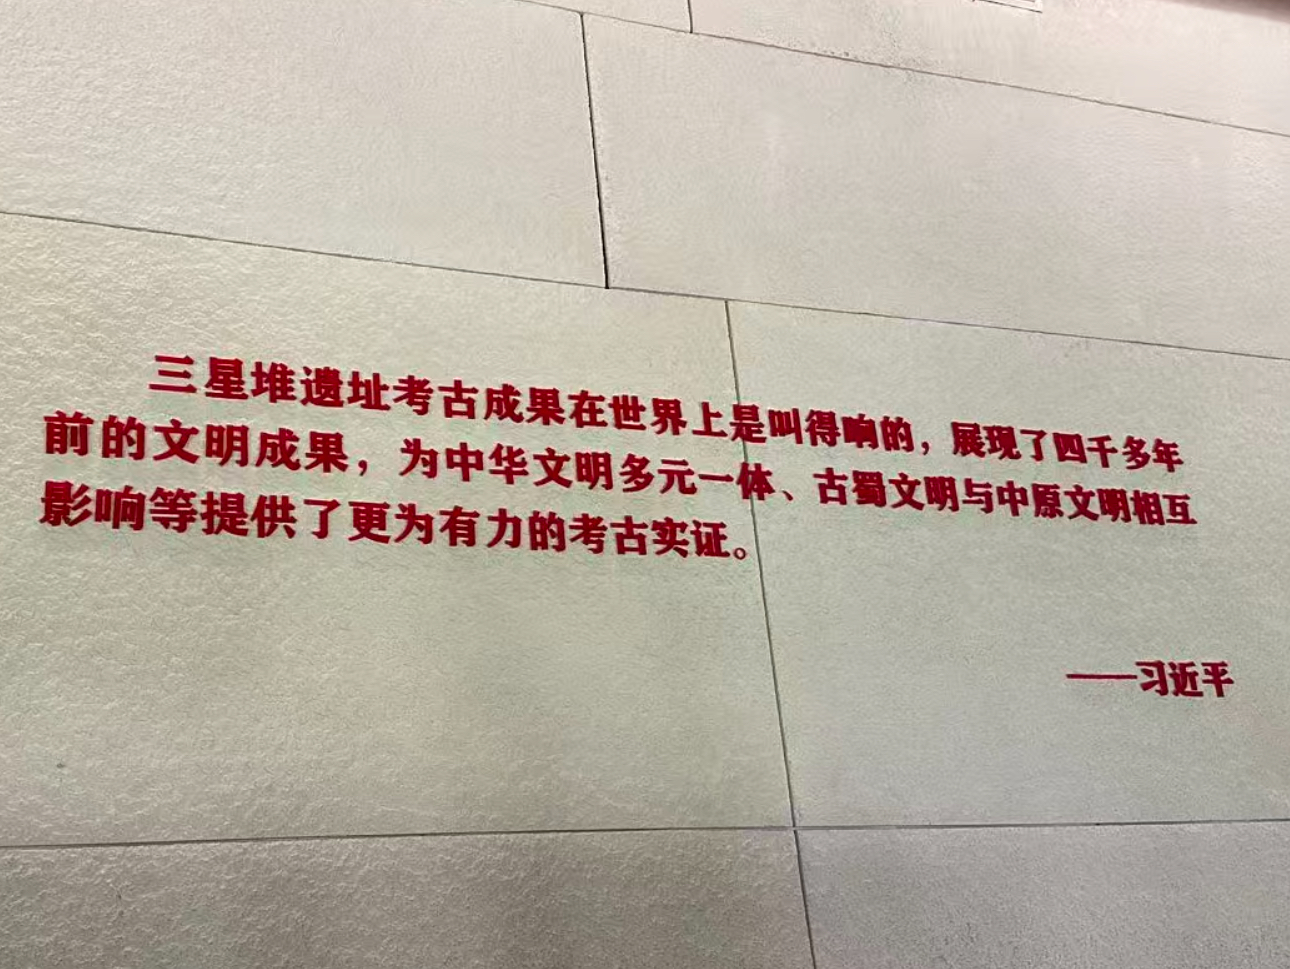 三星堆遗址考古成果在世界上是叫得响的，展现了四千多年
前的文明成果，为中华文明多元一体、古蜀文明与中原文明相互
影响等提供了更为有力的考古实证。
——习近平